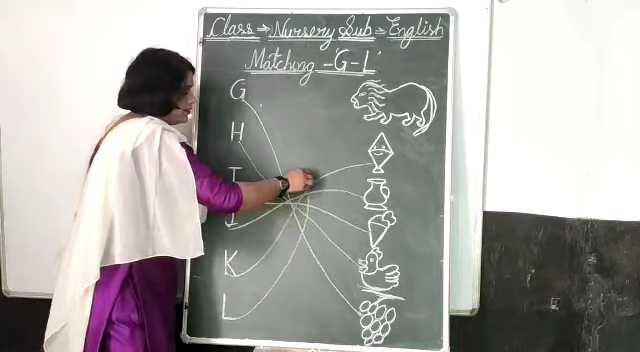 Class → Nursery Sub → English
Matching - 'G-L'
G
H
I
J
K
L